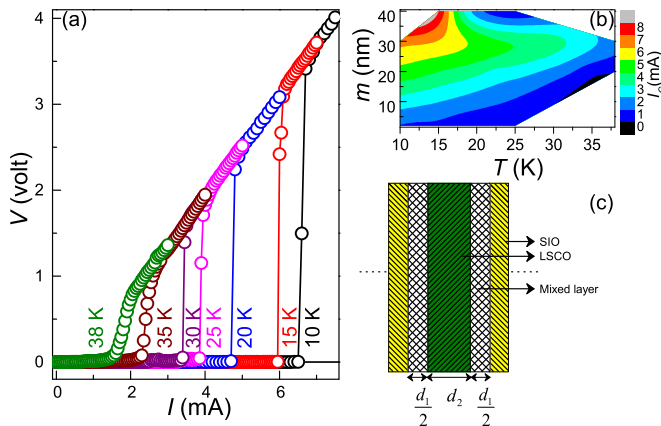 (a)
4
3
2
1
0
V (volt)
38 K
35 K
30 K
25 K
20 K
15 K
10 K
0
2
4
6
I (mA)
(b)
40
30
20
10
m (nm)
10
15
20
25
30
35
T (K)
8
7
6
5
4
3
2
1
0
(mA)
(c)
SIO
LSCO
Mixed layer
d₁/2
d₂
d₁/2